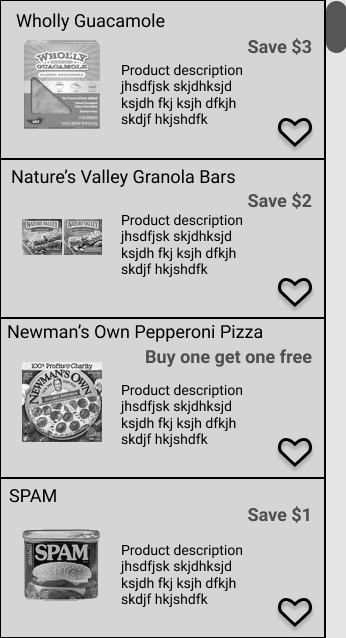 Wholly Guacamole
Save $3
WHOLLY
GUACAMOLE
CLASSIC GUACAMOLE
Product description
jhsdfjsk skjdhksjd
ksjdh fkj ksjh dfkjh
skdjf hkjshdfk
Nature's Valley Granola Bars
Save $2
NATURE VALLEY NATURE VALLEY
Product description
jhsdfjsk skjdhksjd
ksjdh fkj ksjh dfkjh
skdjf hkjshdfk
Newman's Own Pepperoni Pizza
Buy one get one free
100% Profits to Charity
NEWMAN'S OWN
Product description
jhsdfjsk skjdhksjd
ksjdh fkj ksjh dfkjh
skdjf hkjshdfk
SPAM
Save $1
SPAM
Product description
jhsdfjsk skjdhksjd
ksjdh fkj ksjh dfkjh
skdjf hkjshdfk